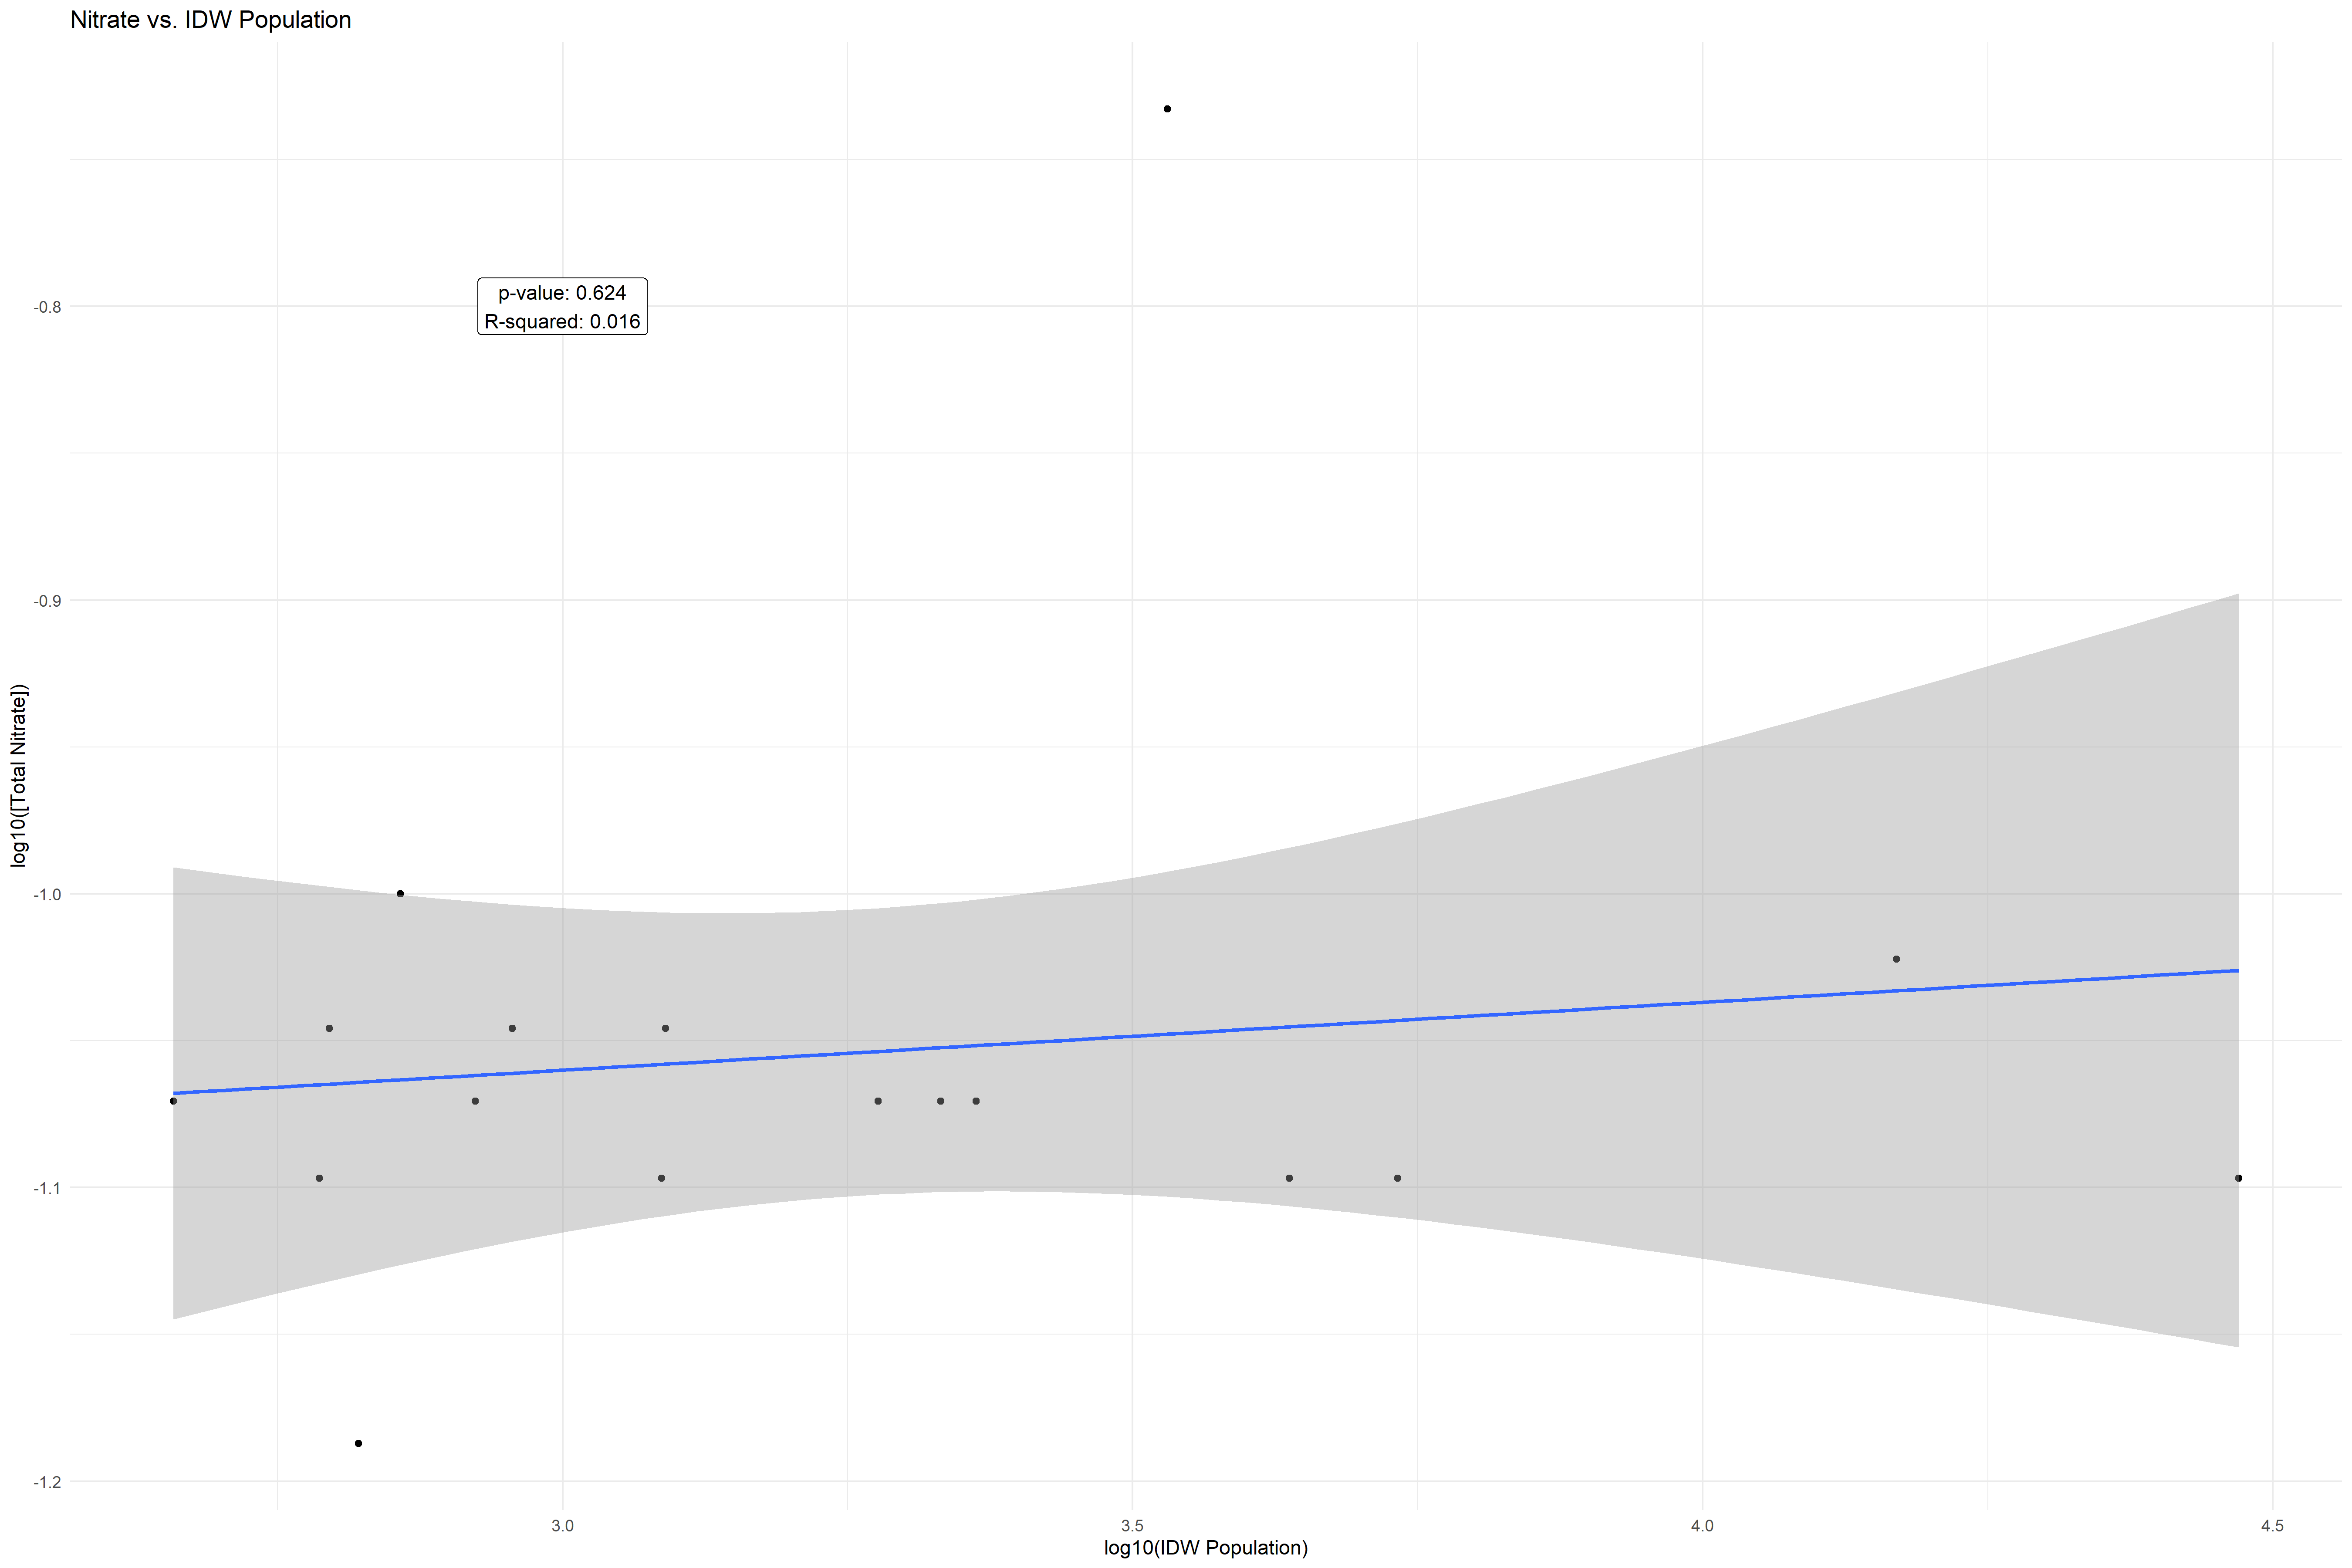 Nitrate vs. IDW Population
p-value: 0.624
R-squared: 0.016
log10([Total Nitrate])
-0.8
-0.9
-1.0
-1.1
-1.2
3.0
3.5
4.0
4.5
log10(IDW Population)